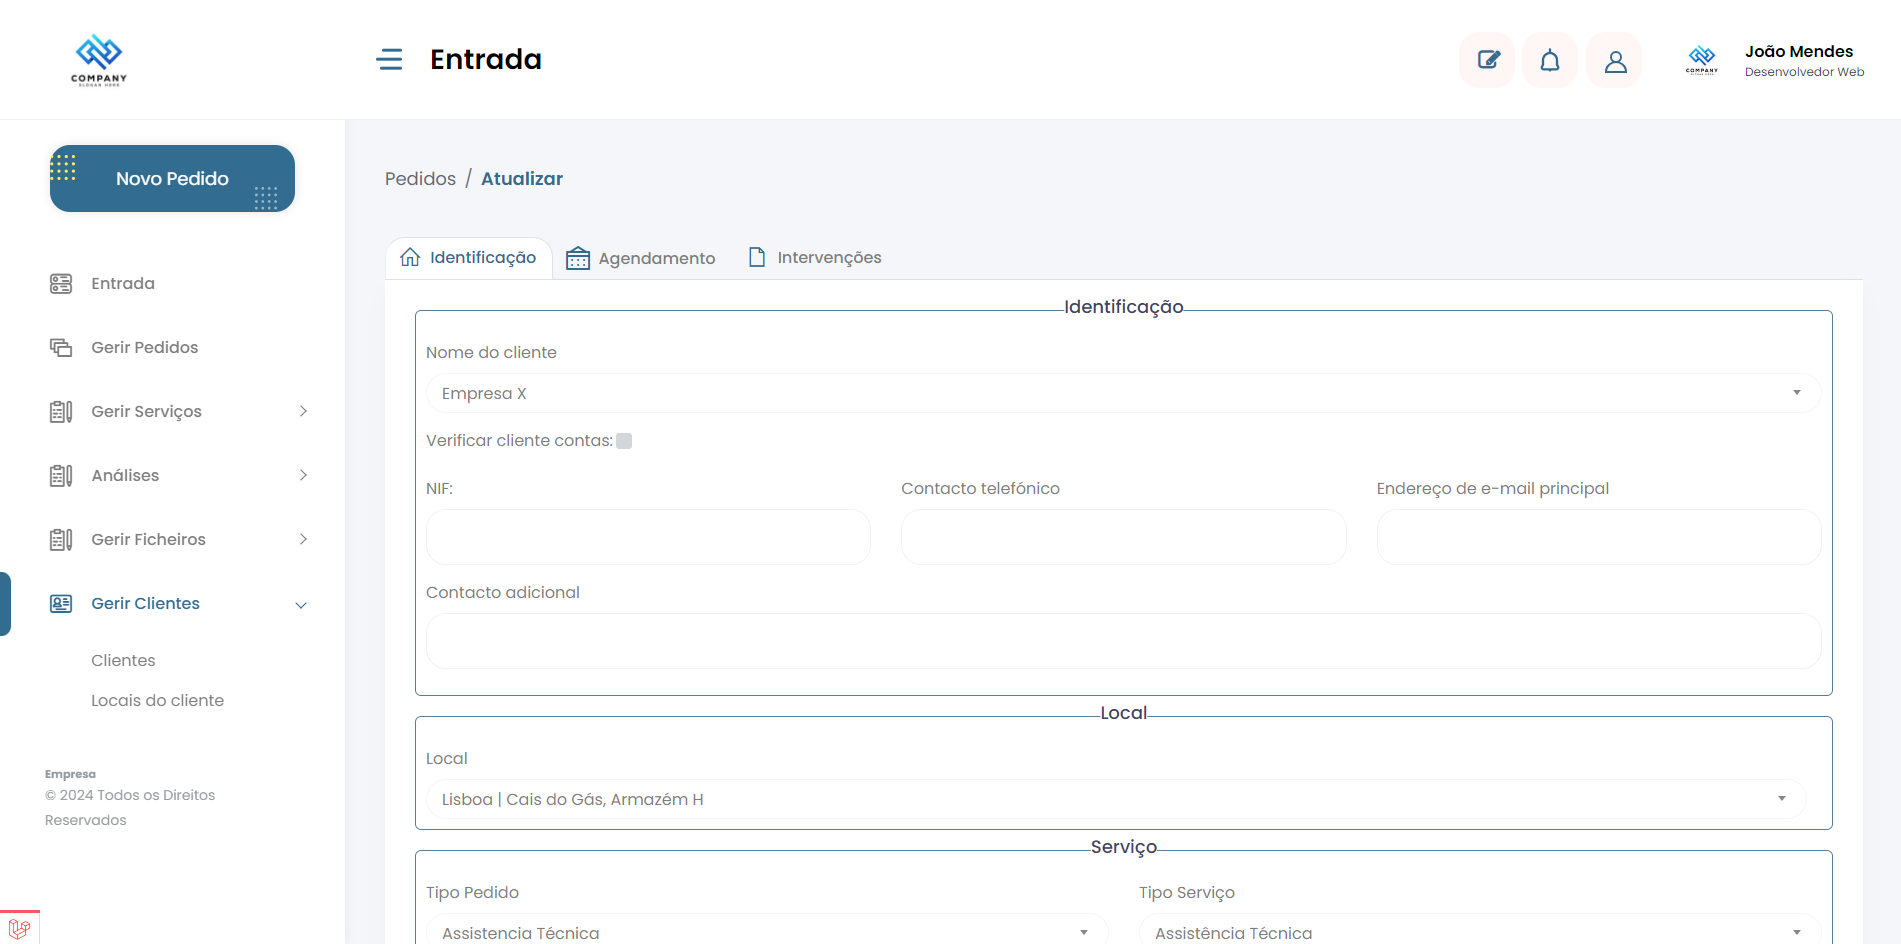 COMPANY
SLOGAN HERE
Entrada
COMPANY
João Mendes
Desenvolvedor Web
Novo Pedido
Entrada
Gerir Pedidos
Gerir Serviços
Análises
Gerir Ficheiros
Gerir Clientes
Clientes
Locais do cliente
Empresa
© 2024 Todos os Direitos
Reservados
Pedidos / Atualizar
Identificação
Agendamento
Intervenções
Identificação
Nome do cliente
Empresa X
Verificar cliente contas:
NIF:
Contacto telefónico
Endereço de e-mail principal
Contacto adicional
Local
Local
Lisboa | Cais do Gás, Armazém H
Serviço
Tipo Pedido
Tipo Serviço
Assistencia Técnica
Assistência Técnica